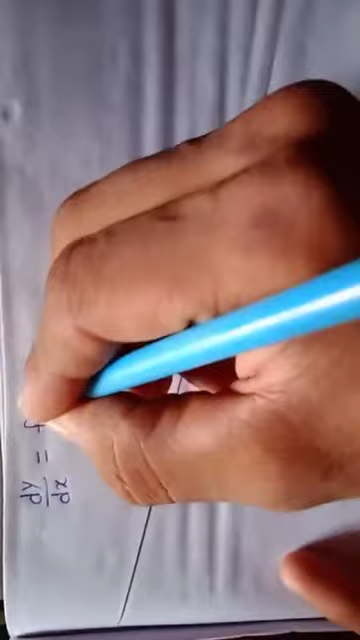 dy/dx = f